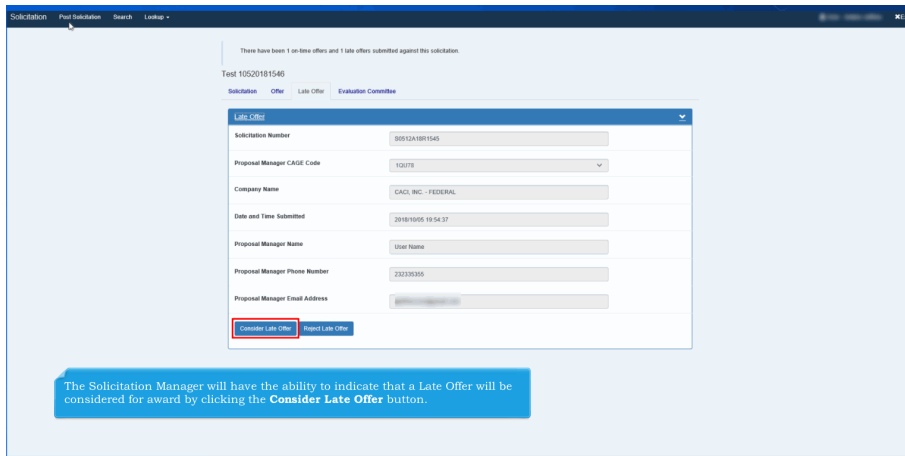 Solicitation Post Solicitation Search Lookup
There have been 1 on-time offers and 1 late offers submitted against this solicitation.
Test 10520181546
Solicitation Offer Late Offer Evaluation Committee
Late Offer
Solicitation Number S0512A18R1545
Proposal Manager CAGE Code 1QU78
Company Name CACI, INC. - FEDERAL
Date and Time Submitted 2018/10/05 19:54:37
Proposal Manager Name User Name
Proposal Manager Phone Number 232335355
Proposal Manager Email Address
Consider Late Offer Reject Late Offer
The Solicitation Manager will have the ability to indicate that a Late Offer will be
considered for award by clicking the Consider Late Offer button.